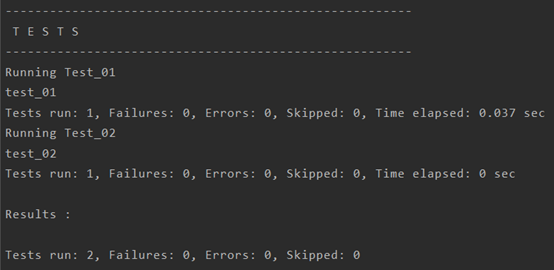 -------------------------------------------------------
T E S T S
-------------------------------------------------------
Running Test_01
test_01
Tests run: 1, Failures: 0, Errors: 0, Skipped: 0, Time elapsed: 0.037 sec
Running Test_02
test_02
Tests run: 1, Failures: 0, Errors: 0, Skipped: 0, Time elapsed: 0 sec
Results :
Tests run: 2, Failures: 0, Errors: 0, Skipped: 0